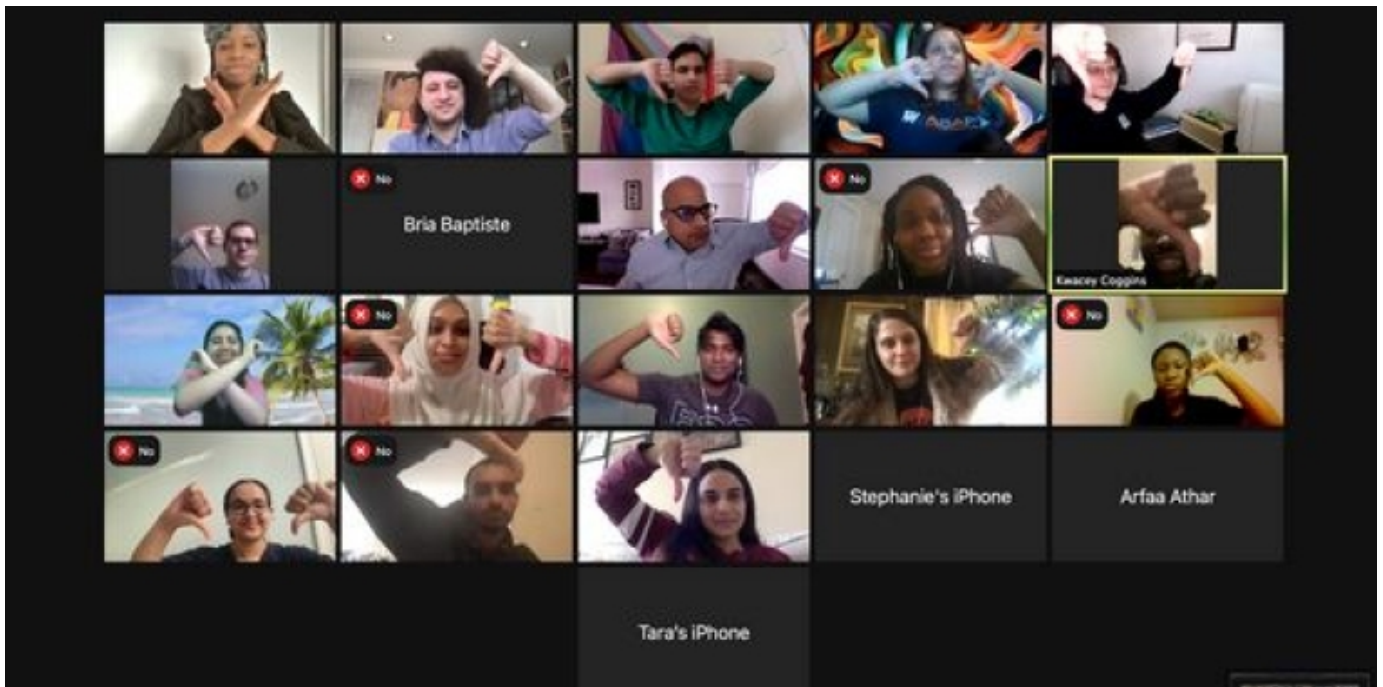 No
Bria Baptiste
No
Kwacey Coggins
No
No
No
No
Stephanie's iPhone
Arfaa Athar
Tara's iPhone